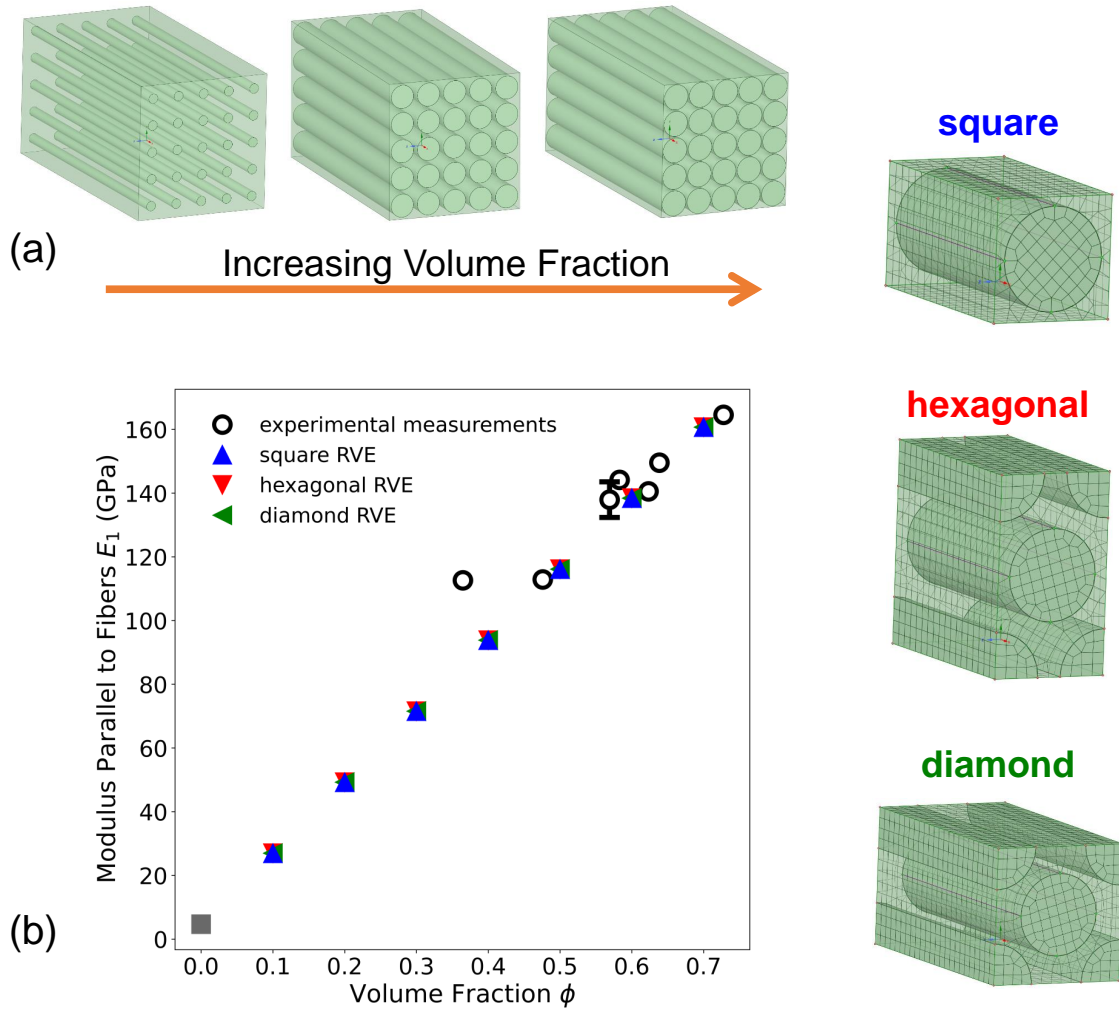 (a)
Increasing Volume Fraction
square
hexagonal
diamond
(b)
Modulus Parallel to Fibers E₁ (GPa)
160
140
120
100
80
60
40
20
0
experimental measurements
square RVE
hexagonal RVE
diamond RVE
0.0 0.1 0.2 0.3 0.4 0.5 0.6 0.7
Volume Fraction ϕ